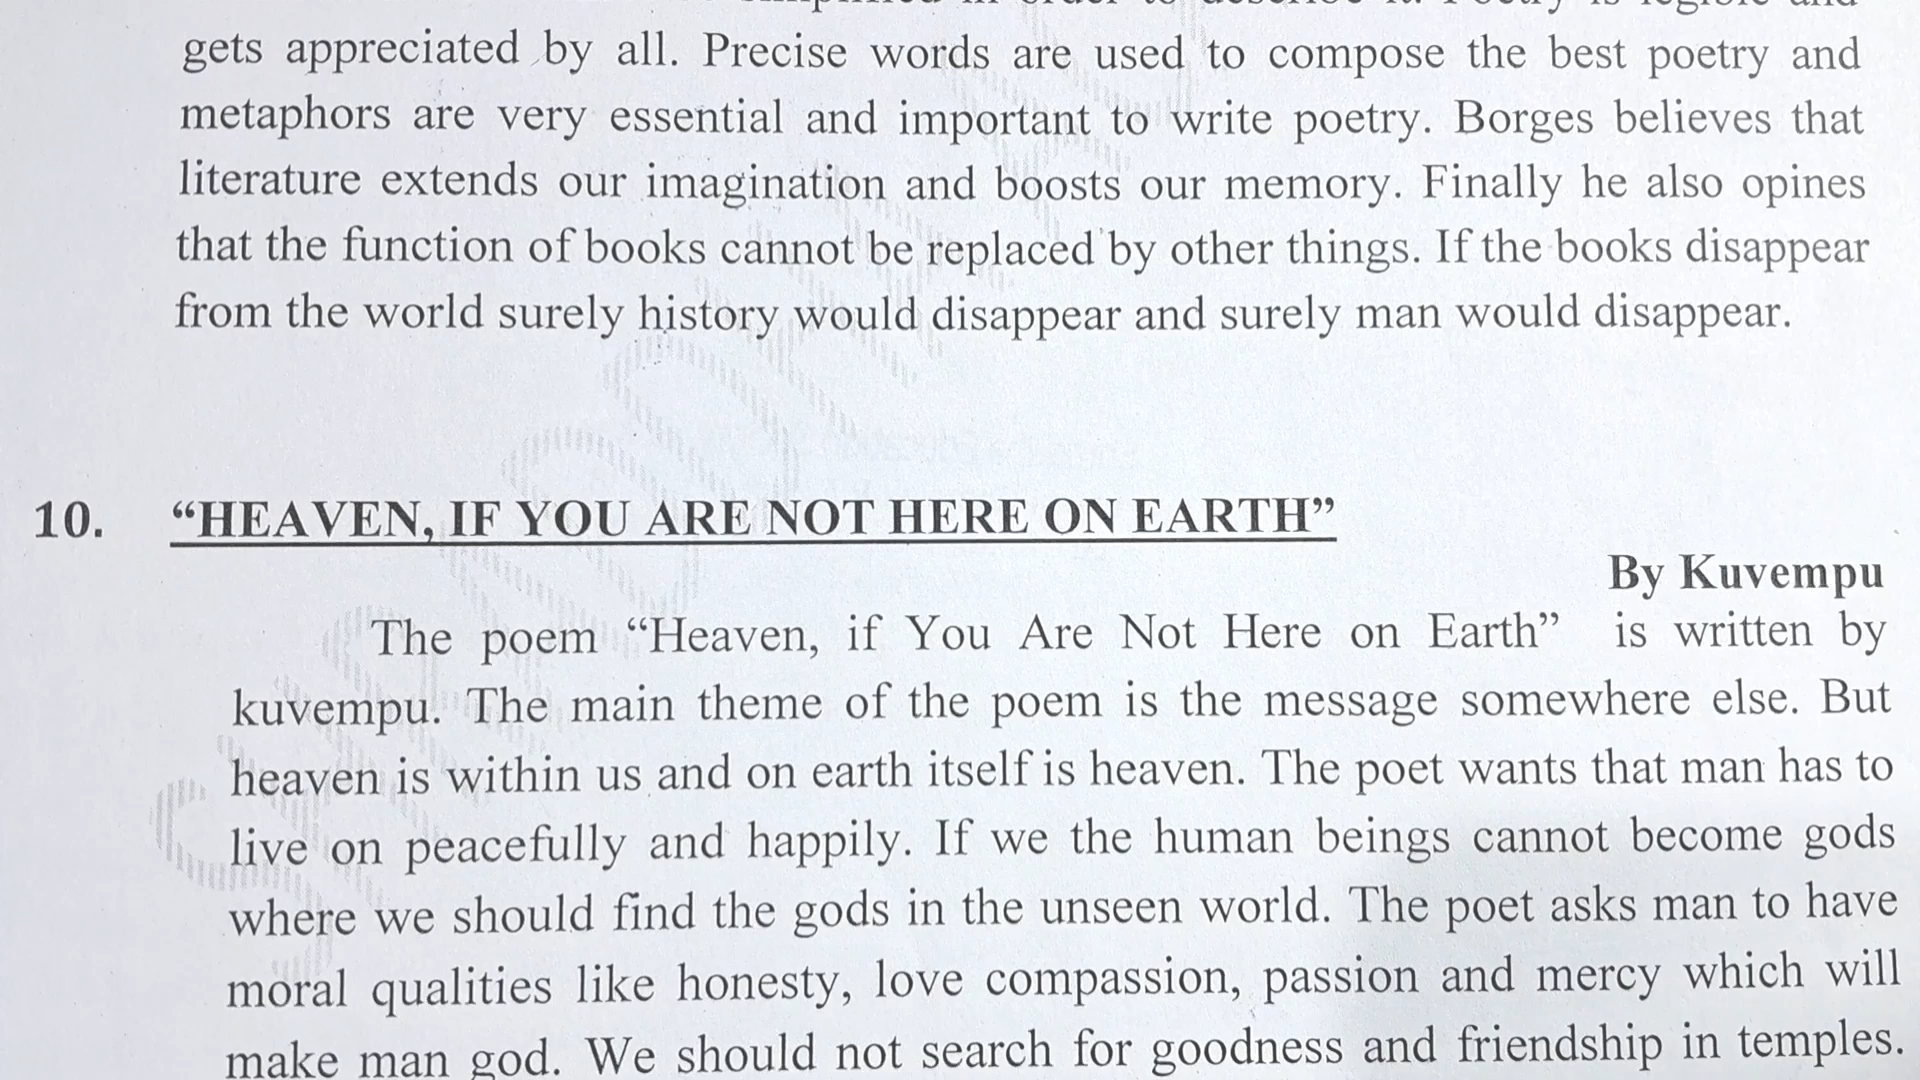 gets appreciated by all. Precise words are used to compose the best poetry and
metaphors are very essential and important to write poetry. Borges believes that
literature extends our imagination and boosts our memory. Finally he also opines
that the function of books cannot be replaced by other things. If the books disappear
from the world surely history would disappear and surely man would disappear.
10. “HEAVEN, IF YOU ARE NOT HERE ON EARTH”
By Kuvempu
The poem “Heaven, if You Are Not Here on Earth” is written by
kuvempu. The main theme of the poem is the message somewhere else. But
heaven is within us and on earth itself is heaven. The poet wants that man has to
live on peacefully and happily. If we the human beings cannot become gods
where we should find the gods in the unseen world. The poet asks man to have
moral qualities like honesty, love compassion, passion and mercy which will
make man god. We should not search for goodness and friendship in temples.